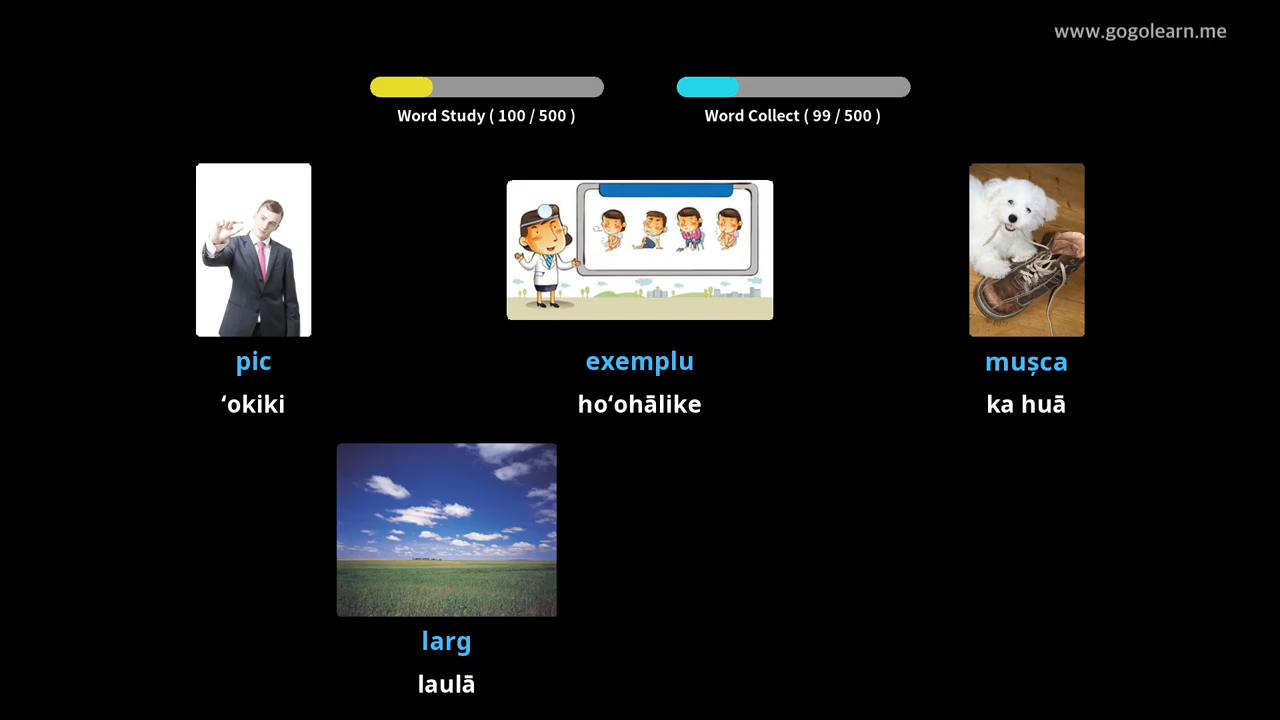 www.gogolearn.me
Word Study ( 100 / 500 )
Word Collect ( 99 / 500 )
pic
exemplu
mușca
ʻokiki
hoʻohālike
ka huā
larg
laulā